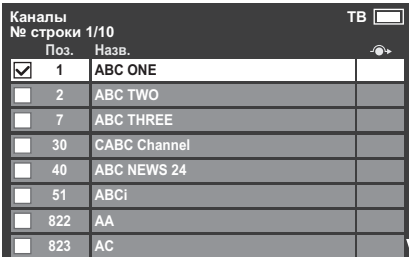 Каналы ТВ
№ строки 1/10
Поз. Назв.
1 ABC ONE
2 ABC TWO
7 ABC THREE
30 CABC Channel
40 ABC NEWS 24
51 ABCi
822 AA
823 AC